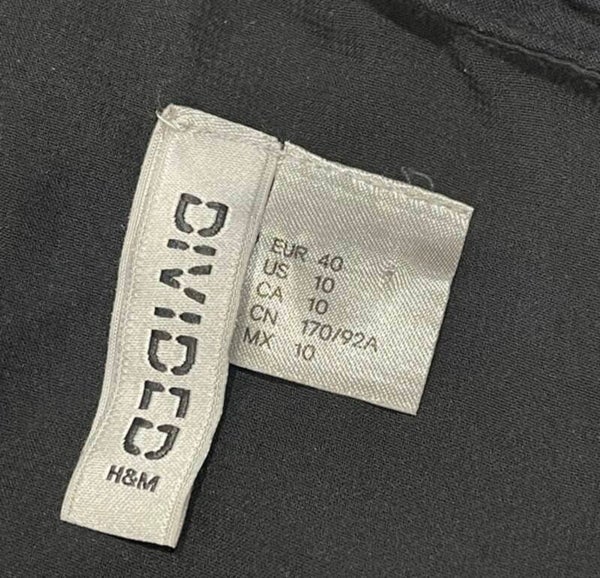 DIVIDED
H&M
EUR 40
US 10
CA 10
CN 170/92A
MX 10